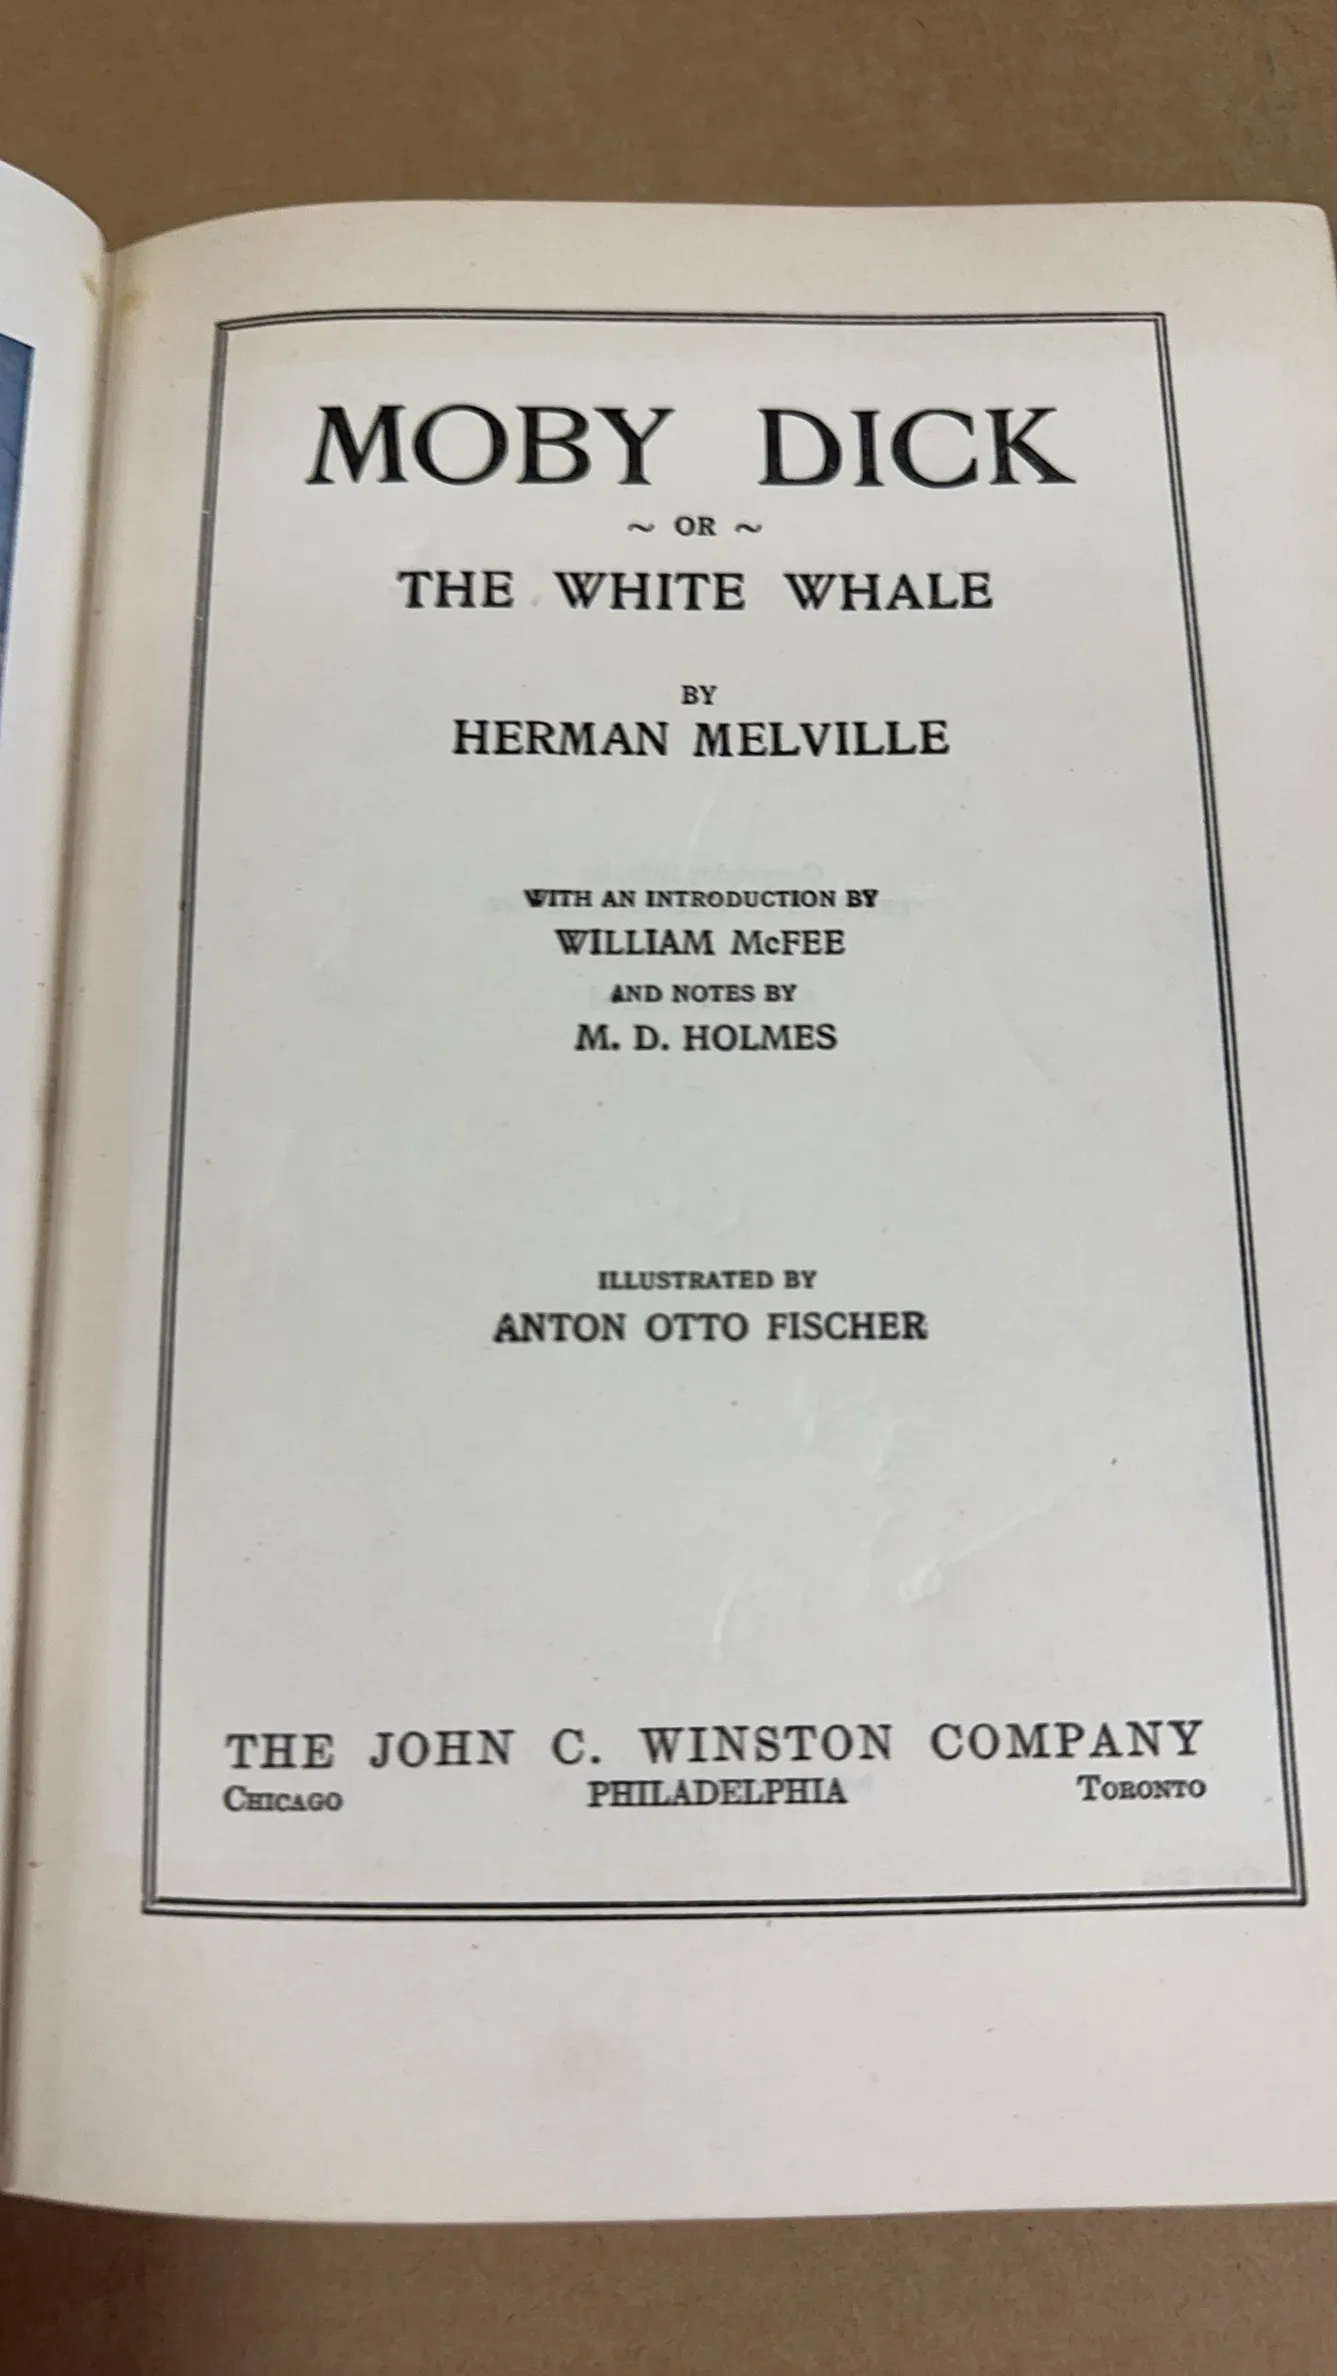 MOBY DICK
~ OR ~
THE WHITE WHALE
BY
HERMAN MELVILLE
WITH AN INTRODUCTION BY
WILLIAM McFEE
AND NOTES BY
M. D. HOLMES
ILLUSTRATED BY
ANTON OTTO FISCHER
THE JOHN C. WINSTON COMPANY
CHICAGO PHILADELPHIA TORONTO